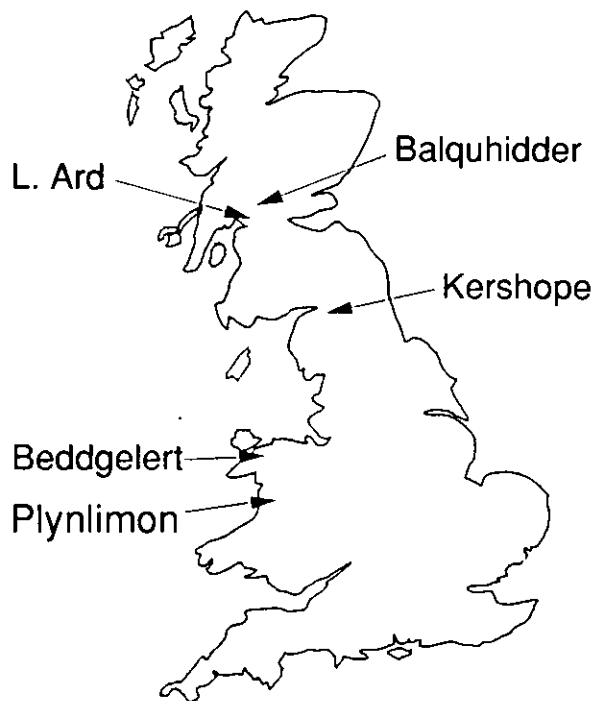 Balquhidder
L. Ard
Kershope
Beddgelert
Plynlimon